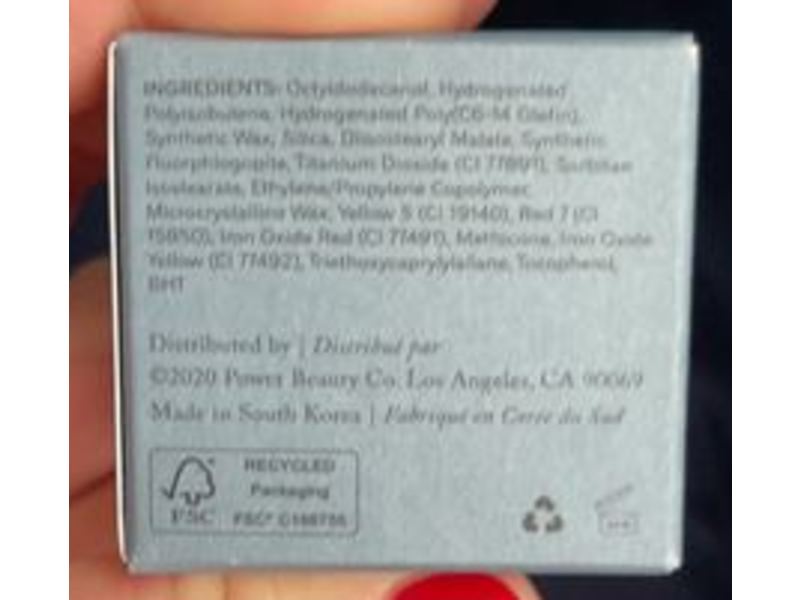 INGREDIENTS: Octyldodecanol, Hydrogenated
Polyisobutene, Hydrogenated Poly(C6-14 Olefin),
Synthetic Wax, Silica, Diisostearyl Malate, Synthetic
Fluorphlogopite, Titanium Dioxide (CI 77891), Sorbitan
Isostearate, Ethylene/Propylene Copolymer,
Microcrystalline Wax, Yellow 5 (CI 19140), Red 7 (CI
15850), Iron Oxide Red (CI 77491), Methicone, Iron Oxide
Yellow (CI 77492), Triethoxycaprylylsilane, Tocopherol,
BHT
Distributed by | Distribué par
©2020 Power Beauty Co. Los Angeles, CA 90069
Made in South Korea | Fabriqué en Corée du Sud
RECYCLED
Packaging
FSC FSC®